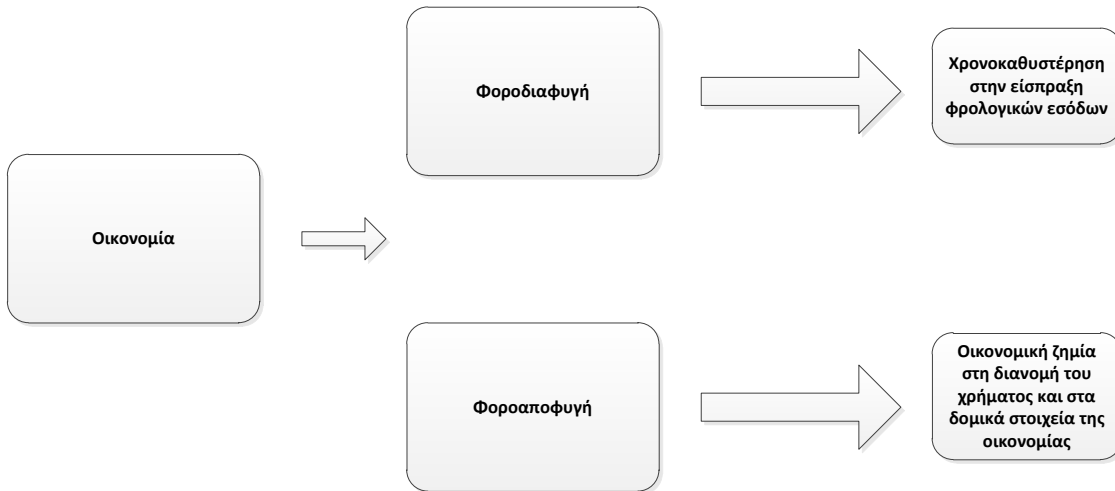 Οικονομία
Φοροδιαφυγή
Χρονοκαθυστέρηση
στην είσπραξη
φρολογικών εσόδων
Φοροαποφυγή
Οικονομική ζημία
στη διανομή του
χρήματος και στα
δομικά στοιχεία της
οικονομίας